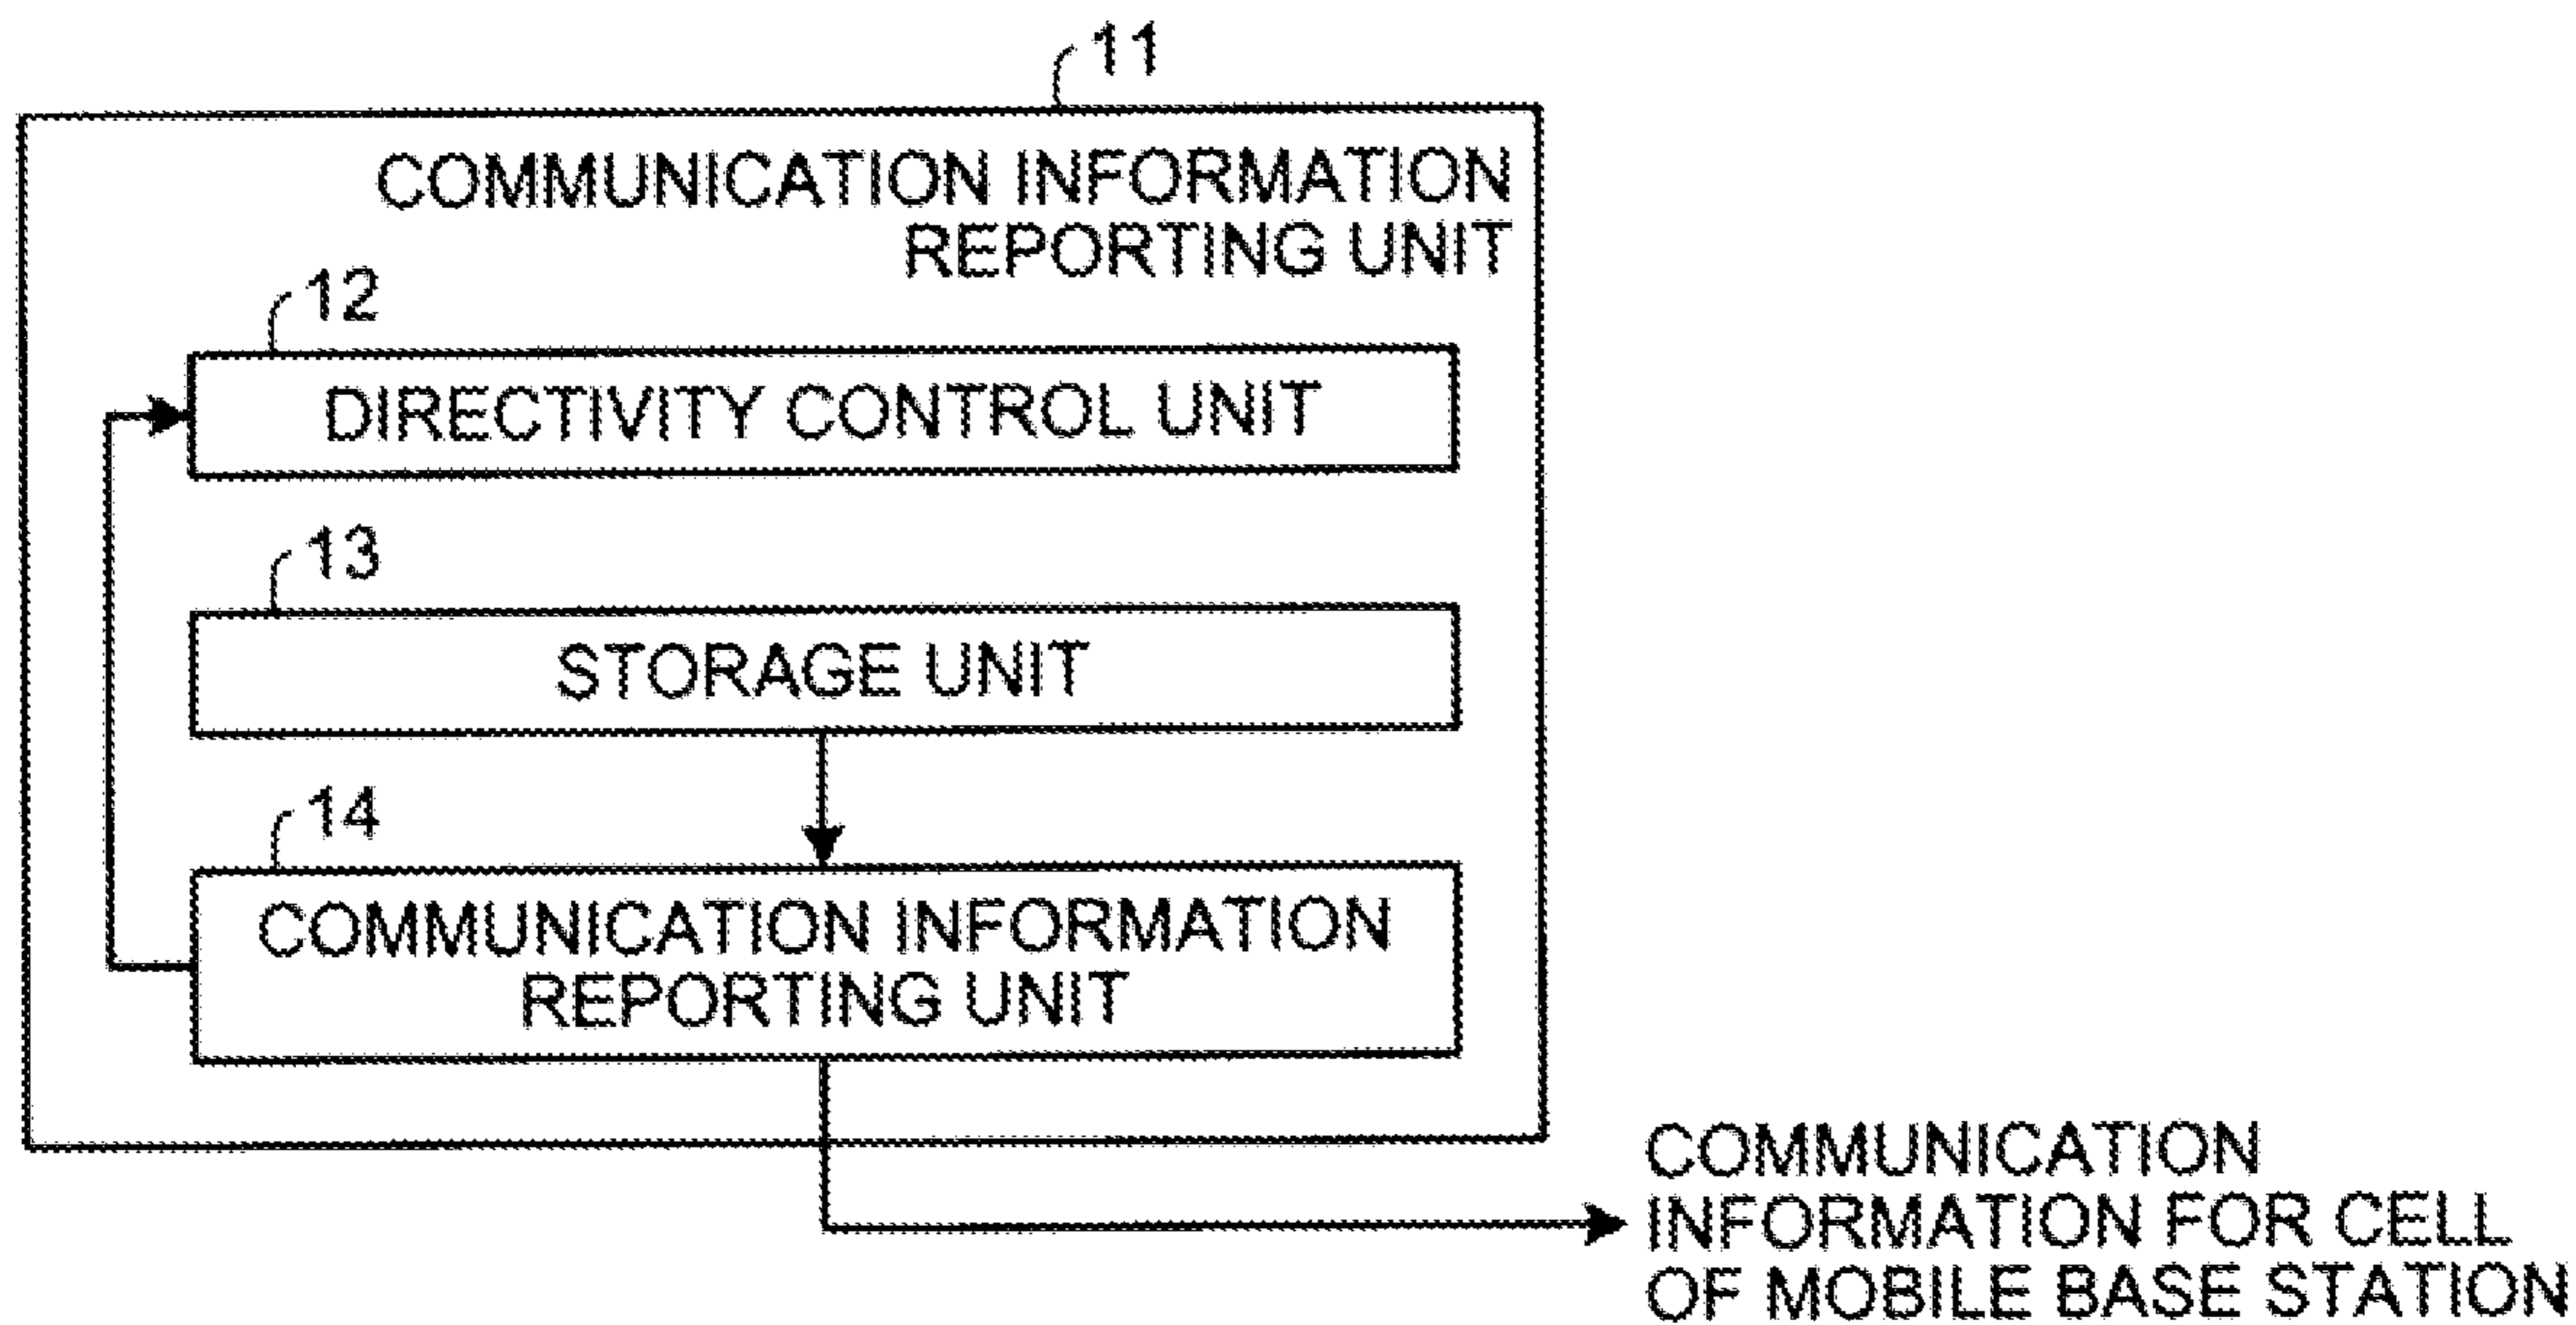 11
COMMUNICATION INFORMATION
REPORTING UNIT
12
DIRECTIVITY CONTROL UNIT
13
STORAGE UNIT
14
COMMUNICATION INFORMATION
REPORTING UNIT
COMMUNICATION
INFORMATION FOR CELL
OF MOBILE BASE STATION